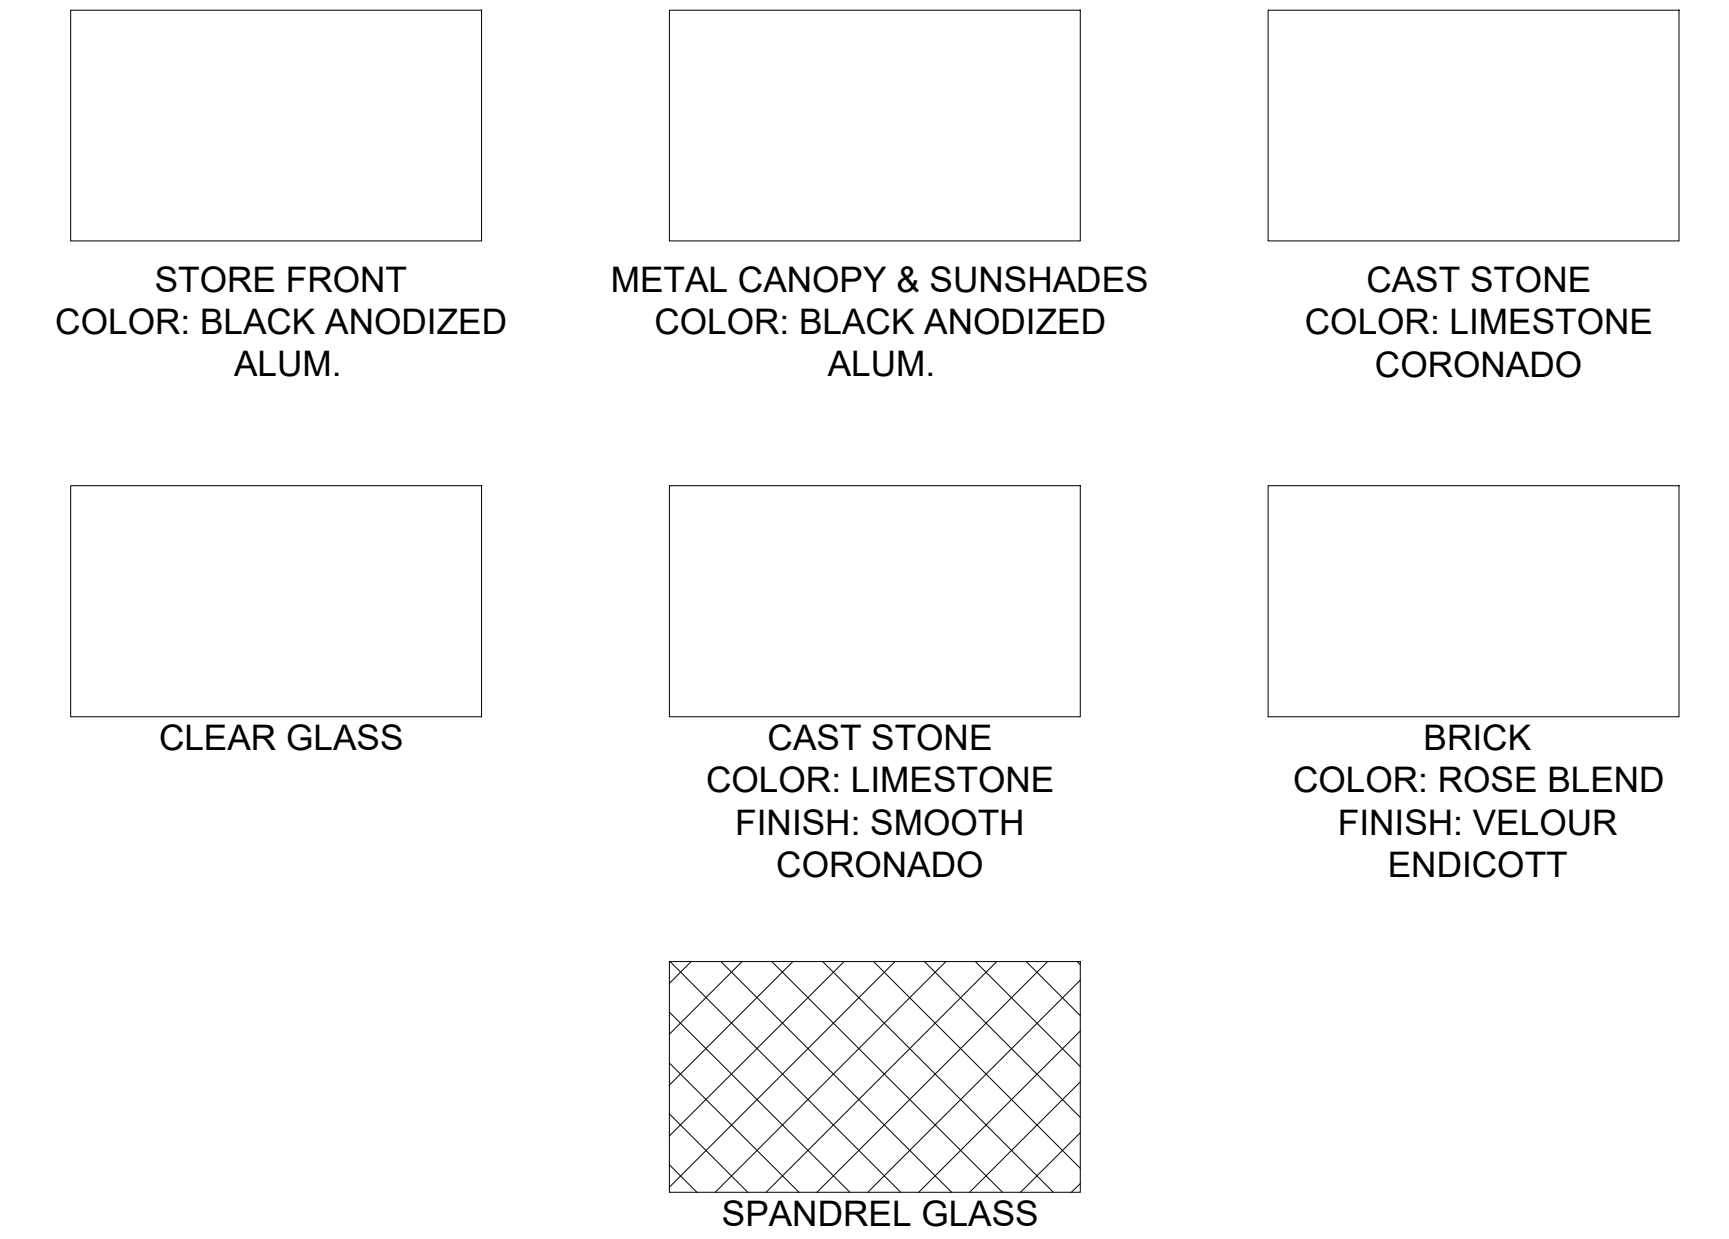 STORE FRONT
COLOR: BLACK ANODIZED
ALUM.
METAL CANOPY & SUNSHADES
COLOR: BLACK ANODIZED
ALUM.
CAST STONE
COLOR: LIMESTONE
CORONADO
CLEAR GLASS
CAST STONE
COLOR: LIMESTONE
FINISH: SMOOTH
CORONADO
BRICK
COLOR: ROSE BLEND
FINISH: VELOUR
ENDICOTT
SPANDREL GLASS